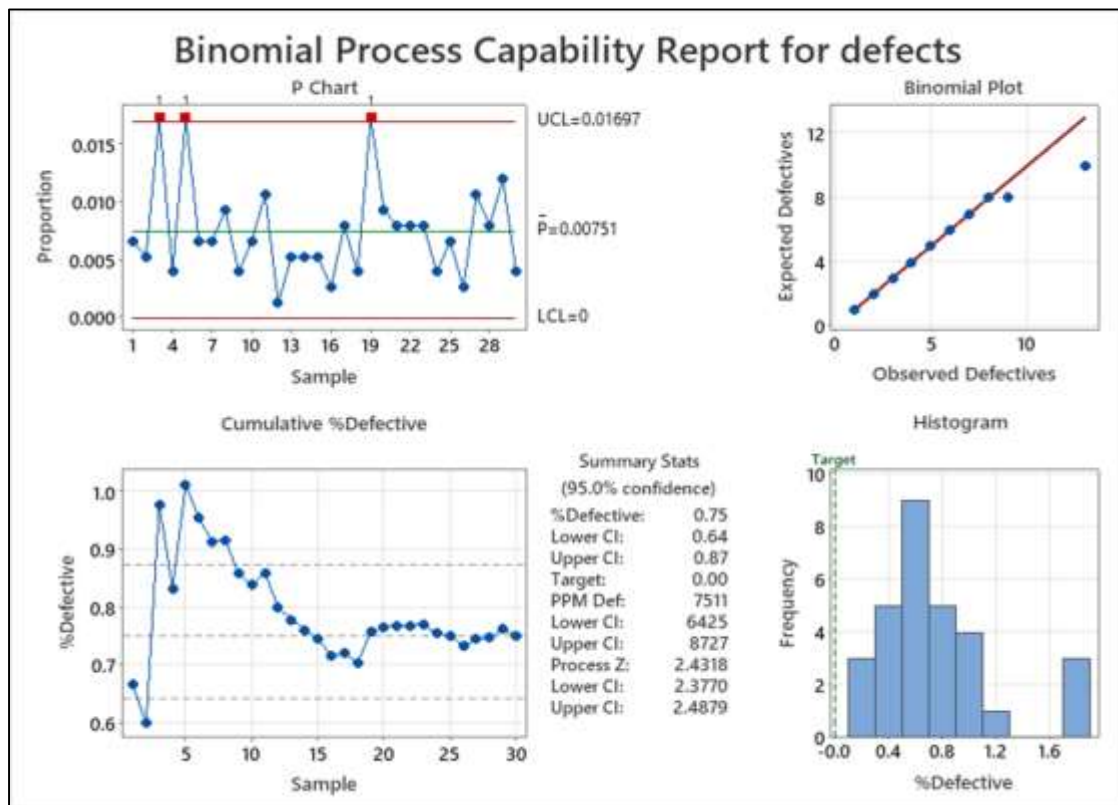 Binomial Process Capability Report for defects
P Chart
1 1 1
UCL=0.01697
P̄=0.00751
LCL=0
Proportion
0.015
0.010
0.005
0.000
1 4 7 10 13 16 19 22 25 28
Sample
Binomial Plot
Expected Defectives
12
8
4
0
0 5 10
Observed Defectives
Cumulative %Defective
%Defective
1.0
0.9
0.8
0.7
0.6
5 10 15 20 25 30
Sample
Summary Stats
(95.0% confidence)
%Defective: 0.75
Lower CI: 0.64
Upper CI: 0.87
Target: 0.00
PPM Def: 7511
Lower CI: 6425
Upper CI: 8727
Process Z: 2.4318
Lower CI: 2.3770
Upper CI: 2.4879
Histogram
Target
Frequency
10
8
6
4
2
0
-0.0 0.4 0.8 1.2 1.6
%Defective